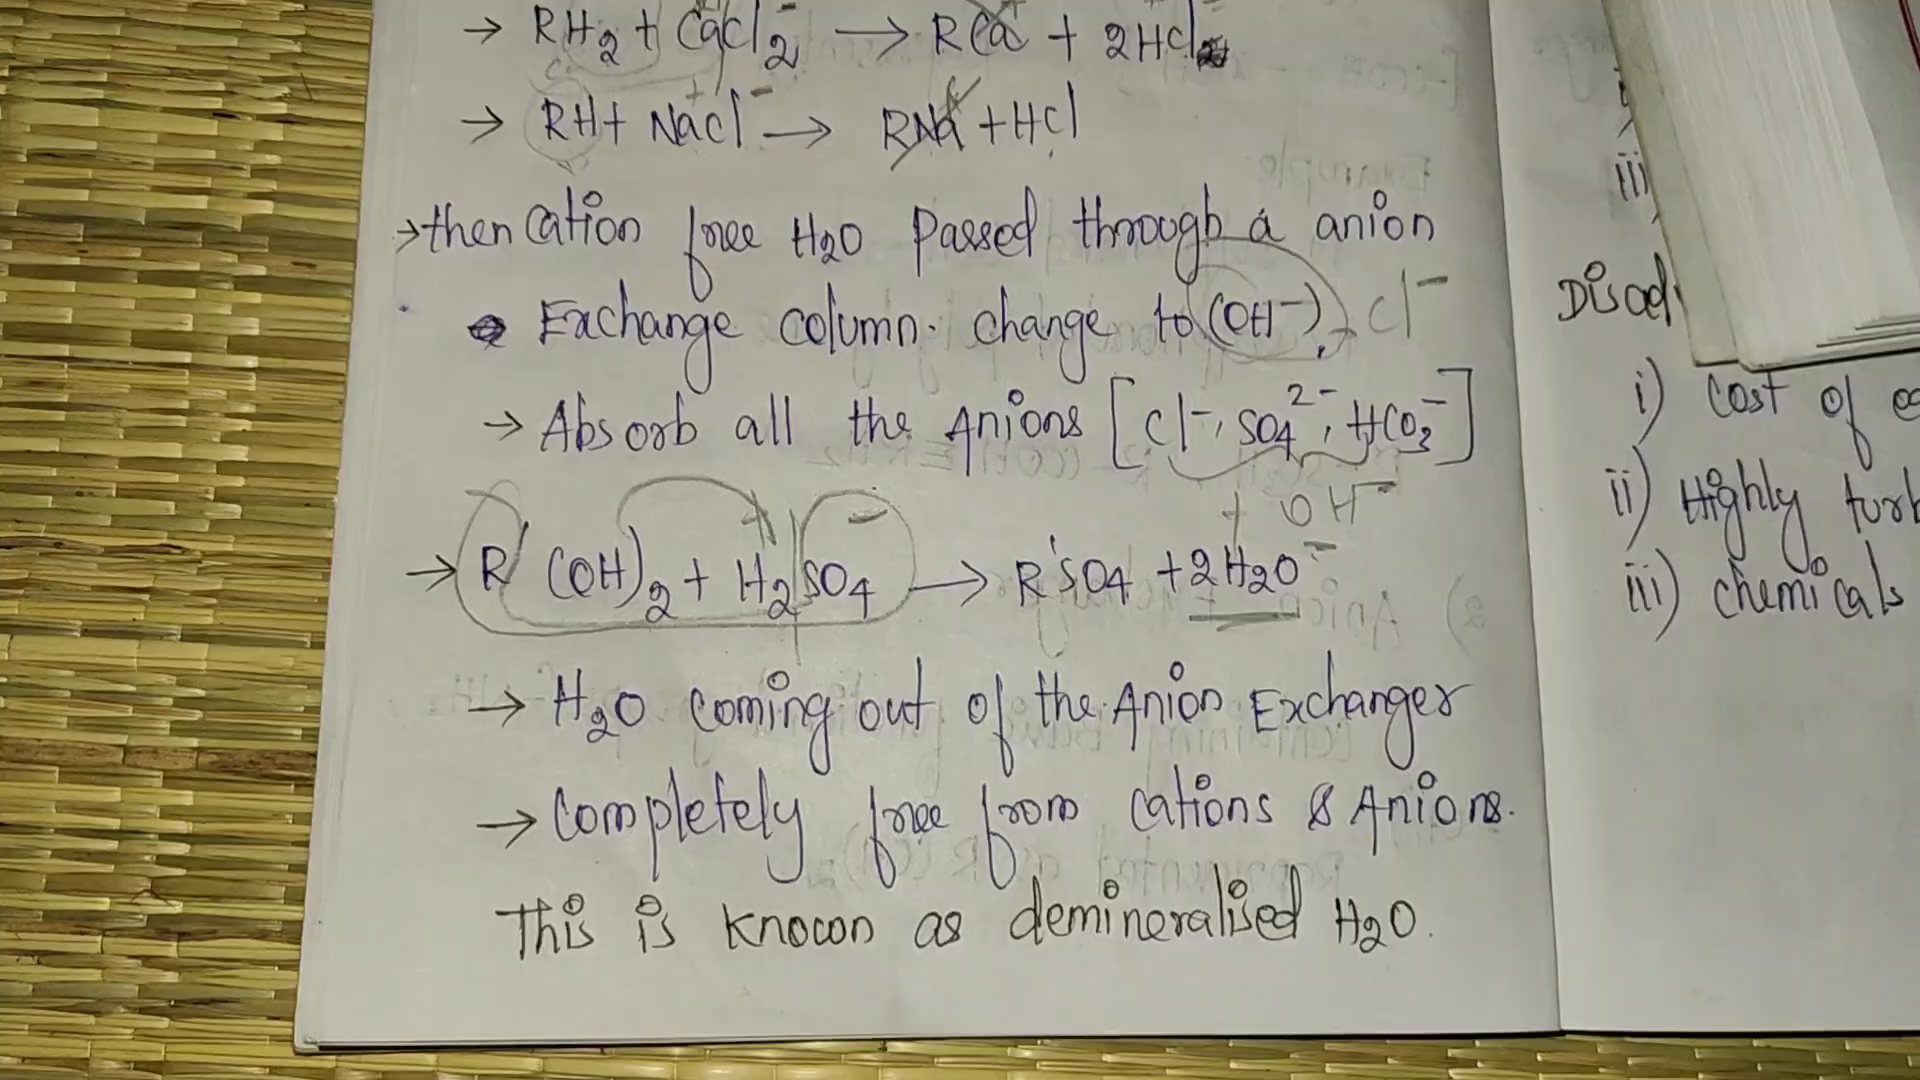 → RH2 + CaCl2 → RCa + 2HCl
→ RH + NaCl → RNa + HCl
→ then Cation free H2O Passed through a anion
Exchange column. change to (OH⁻), Cl⁻
→ Absorb all the Anions [Cl⁻, SO4²⁻, HCO3⁻]
+ OH⁻
→ R' (OH)2 + H2SO4 → R'SO4 + 2H2O
→ H2O coming out of the Anion Exchanger
→ Completely free from cations & Anions.
This is known as demineralised H2O.
iii)
Disad
i) Cost of
ii) Highly turb
iii) chemicals